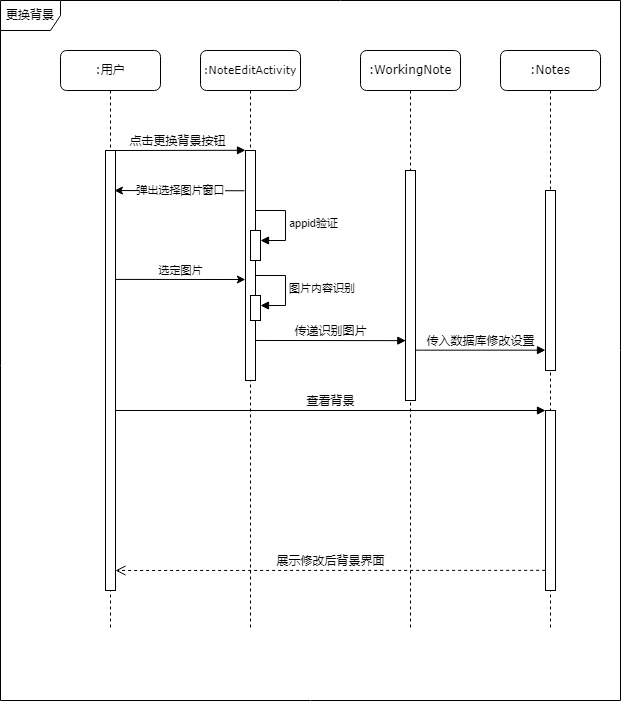 更换背景
:用户
:NoteEditActivity
:WorkingNote
:Notes
点击更换背景按钮
弹出选择图片窗口
appid验证
选定图片
图片内容识别
传递识别图片
传入数据库修改设置
查看背景
展示修改后背景界面